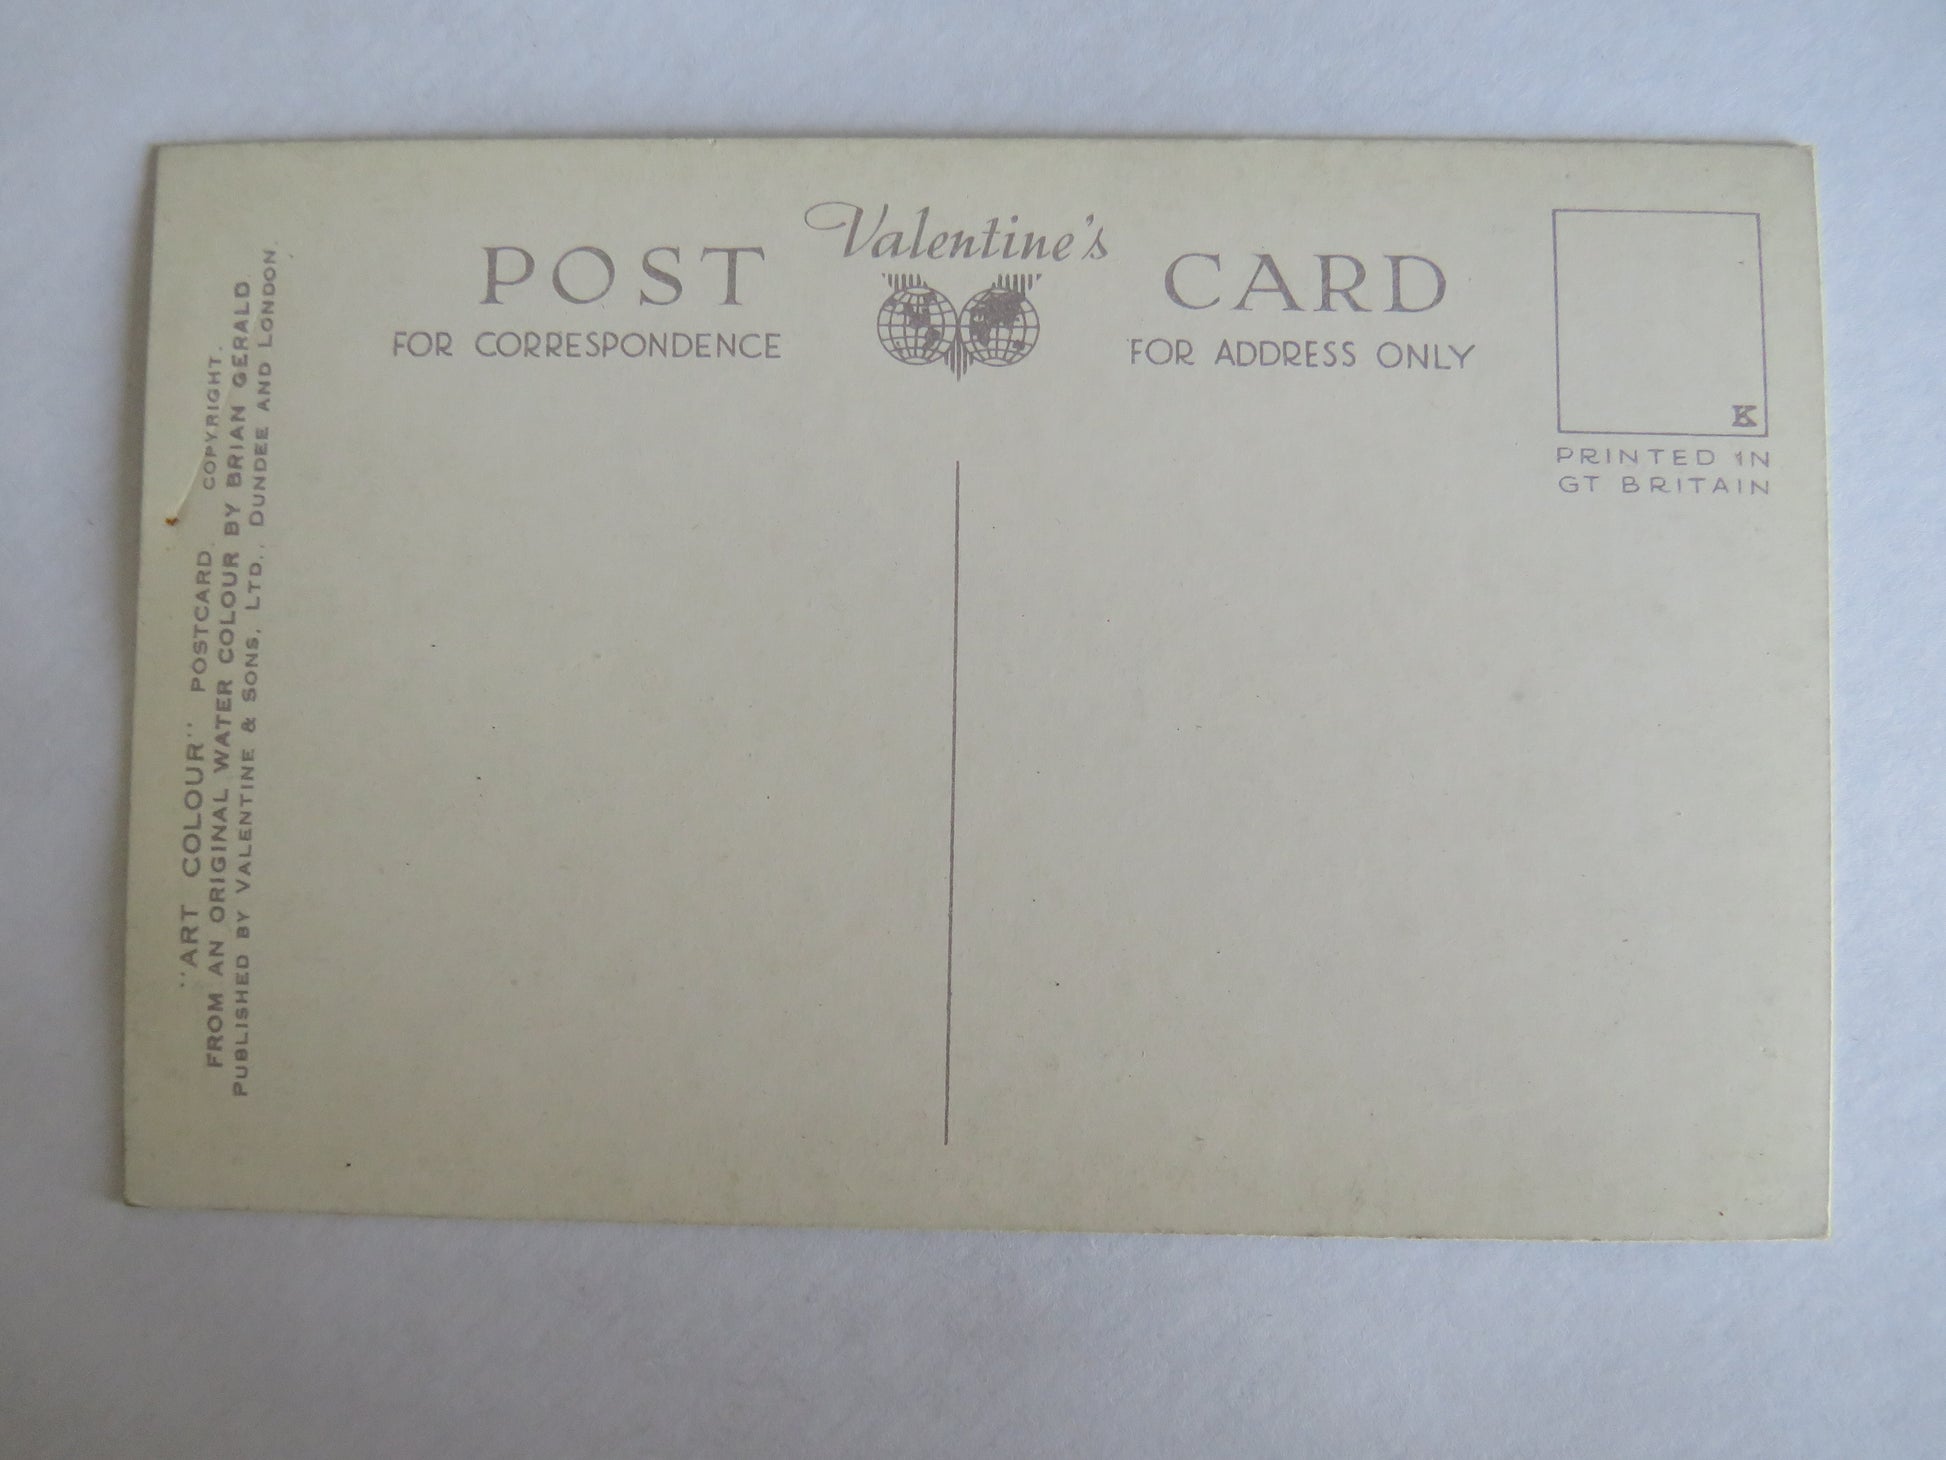 Valentine's
POST CARD
FOR CORRESPONDENCE
FOR ADDRESS ONLY
K
PRINTED IN
GT BRITAIN
"ART COLOUR" POSTCARD. COPYRIGHT.
FROM AN ORIGINAL WATER COLOUR BY BRIAN GERALD.
PUBLISHED BY VALENTINE & SONS, LTD., DUNDEE AND LONDON.